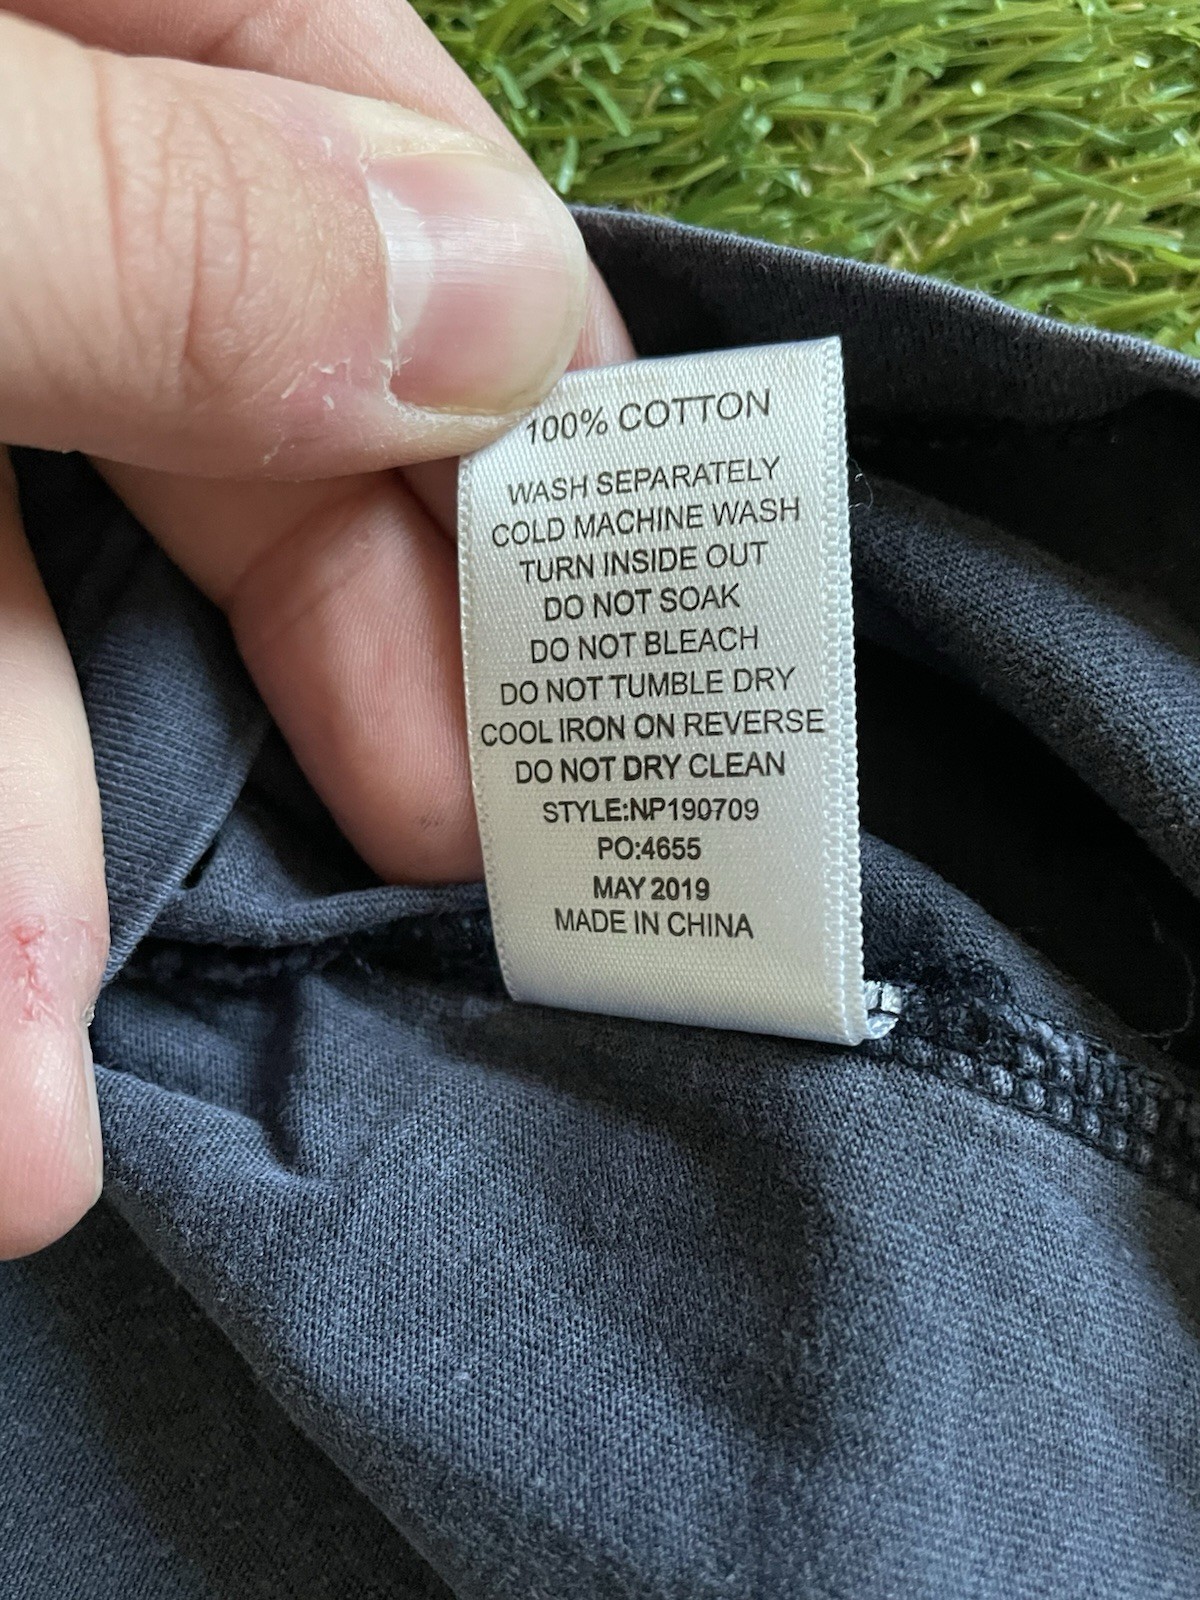 100% COTTON
WASH SEPARATELY
COLD MACHINE WASH
TURN INSIDE OUT
DO NOT SOAK
DO NOT BLEACH
DO NOT TUMBLE DRY
COOL IRON ON REVERSE
DO NOT DRY CLEAN
STYLE:NP190709
PO:4655
MAY 2019
MADE IN CHINA